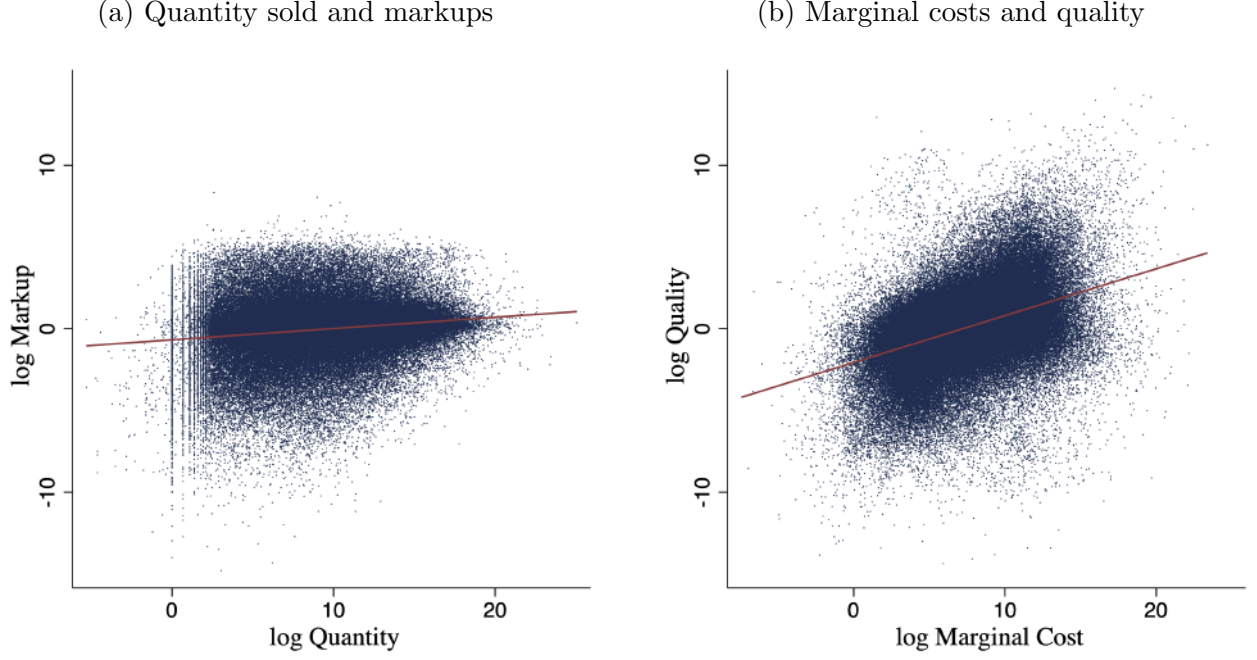 (a) Quantity sold and markups
10
0
-10
log Markup
0
10
20
log Quantity
(b) Marginal costs and quality
10
0
-10
log Quality
0
10
20
log Marginal Cost